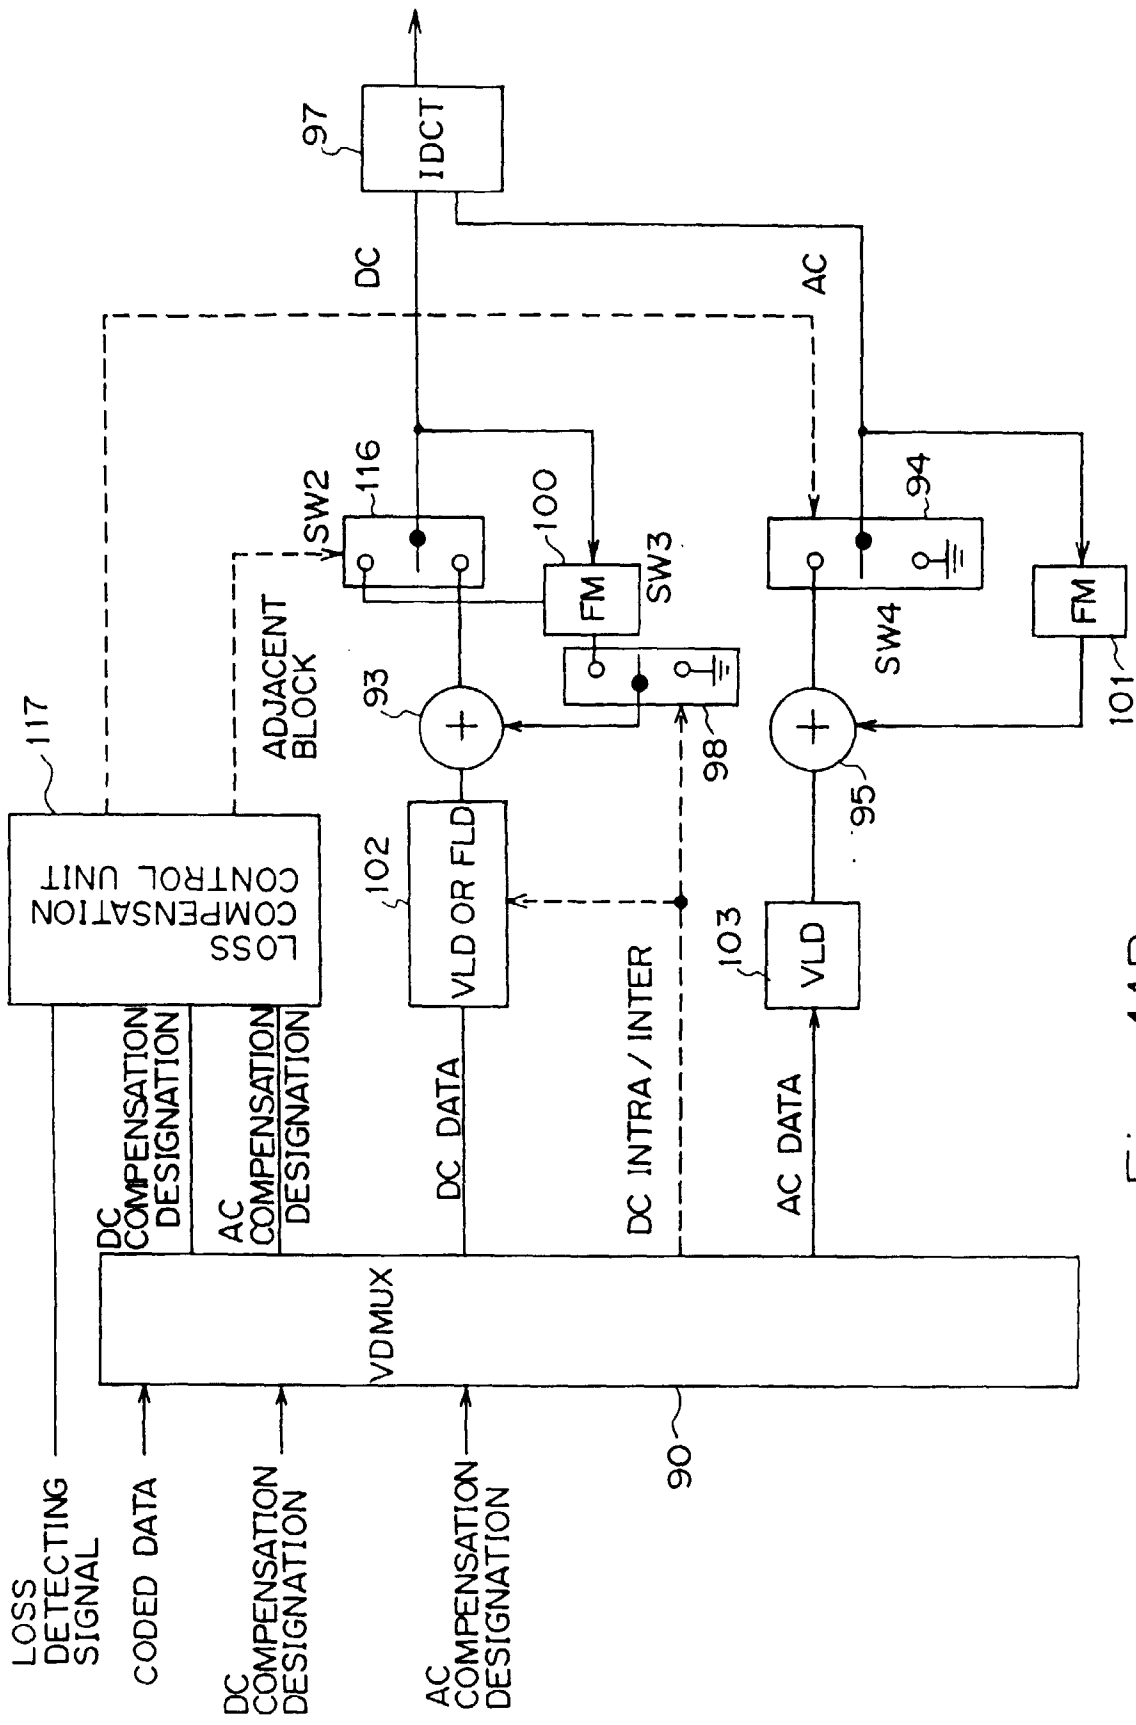 LOSS
DETECTING
SIGNAL
CODED DATA
DC
COMPENSATION
DESIGNATION
AC
COMPENSATION
DESIGNATION
90
VDMUX
DC
COMPENSATION
DESIGNATION
AC
COMPENSATION
DESIGNATION
DC DATA
DC INTRA / INTER
AC DATA
LOSS
COMPENSATION
CONTROL UNIT
117
ADJACENT
BLOCK
VLD OR FLD
102
VLD
103
93
95
98
SW2
116
FM
100
SW3
SW4
94
FM
101
DC
AC
IDCT
97